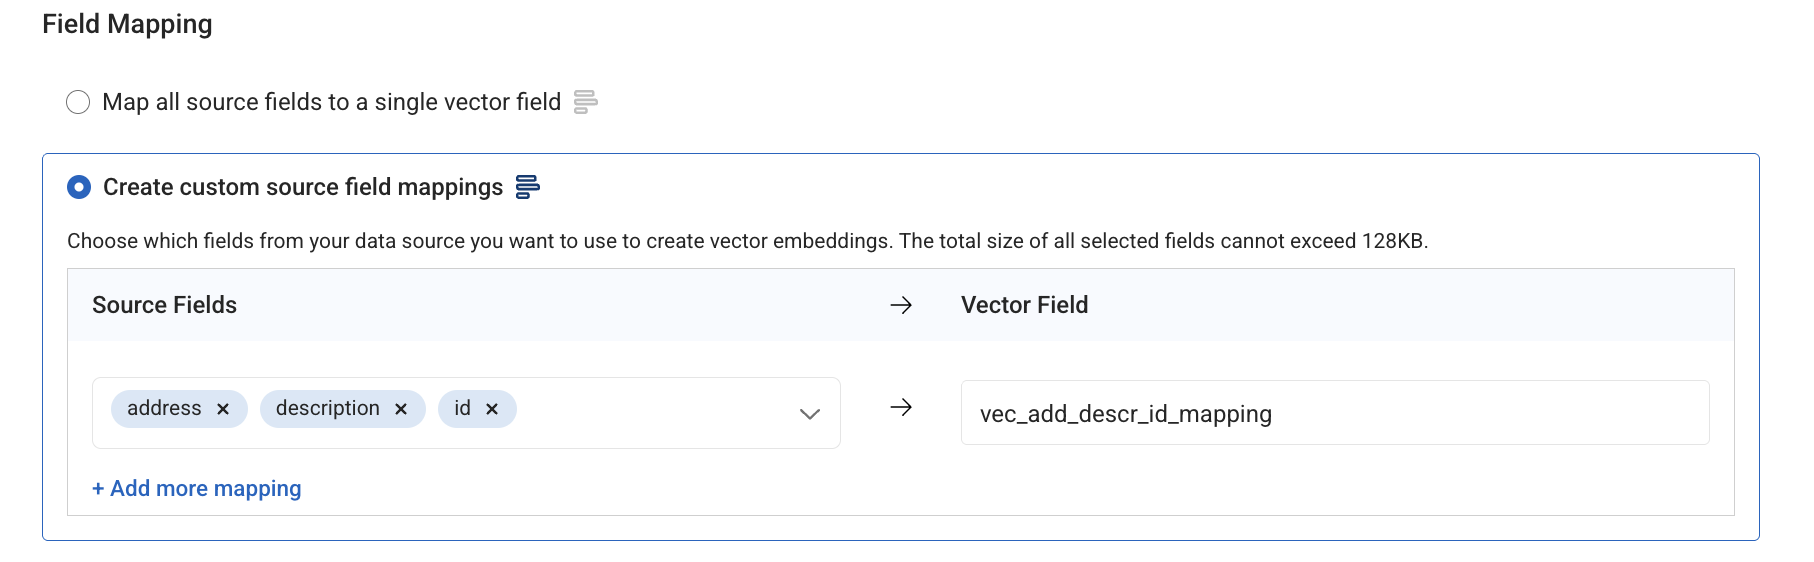 Field Mapping
Map all source fields to a single vector field
Create custom source field mappings
Choose which fields from your data source you want to use to create vector embeddings. The total size of all selected fields cannot exceed 128KB.
Source Fields → Vector Field
address × description × id × → vec_add_descr_id_mapping
+ Add more mapping